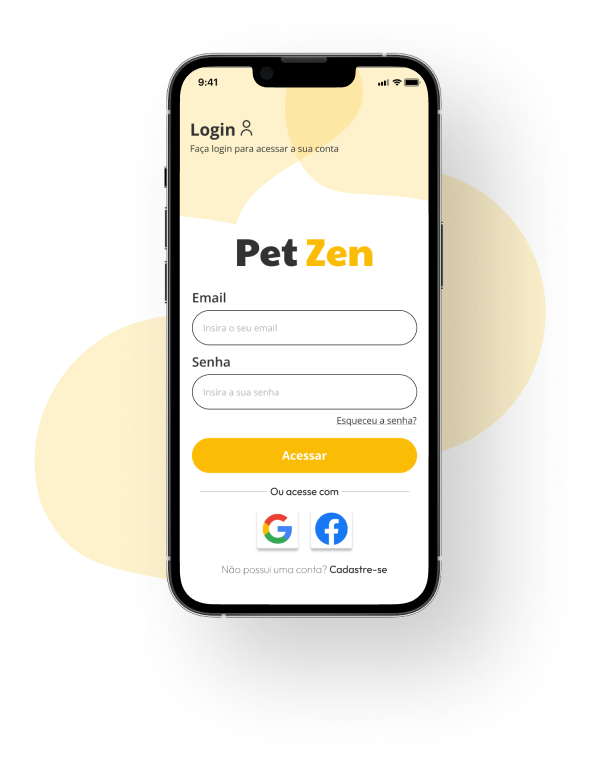 9:41
Login
Faça login para acessar a sua conta
Pet Zen
Email
Insira o seu email
Senha
Insira a sua senha
Esqueceu a senha?
Acessar
Ou acesse com
Não possui uma conta? Cadastre-se